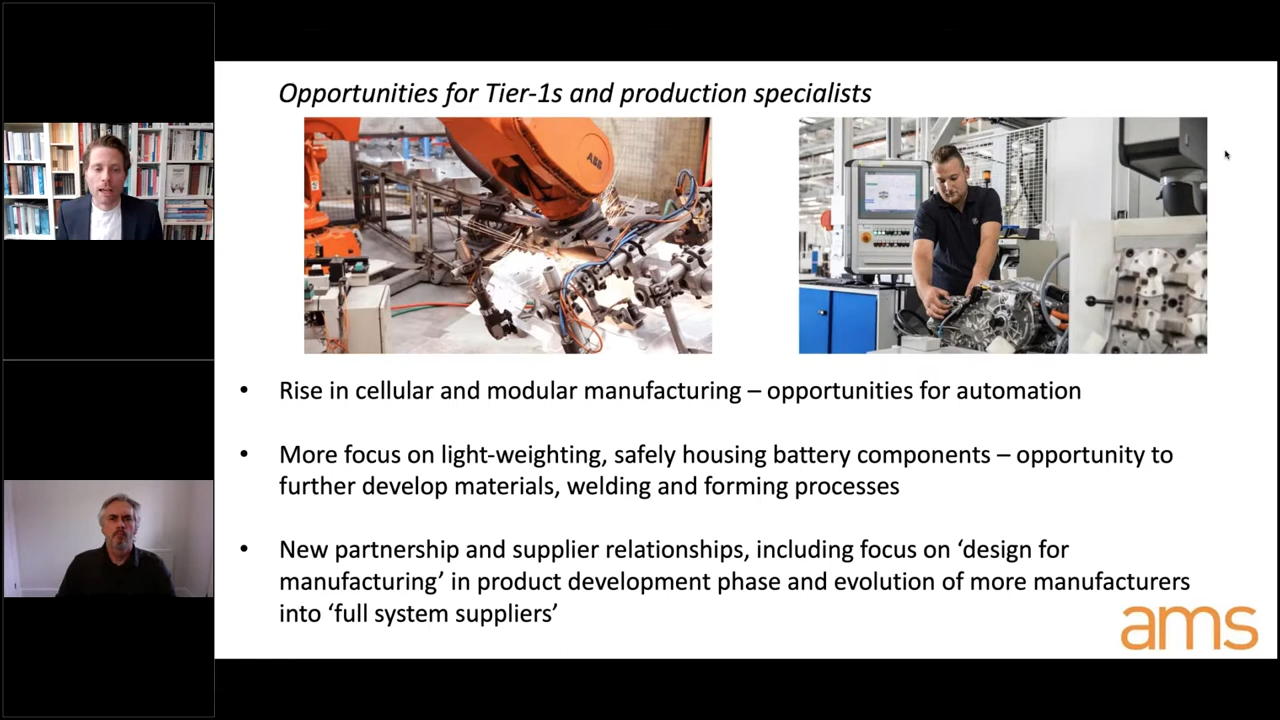 Opportunities for Tier-1s and production specialists
ABB
• Rise in cellular and modular manufacturing – opportunities for automation
• More focus on light-weighting, safely housing battery components – opportunity to
further develop materials, welding and forming processes
• New partnership and supplier relationships, including focus on ‘design for
manufacturing’ in product development phase and evolution of more manufacturers
into ‘full system suppliers’
ams